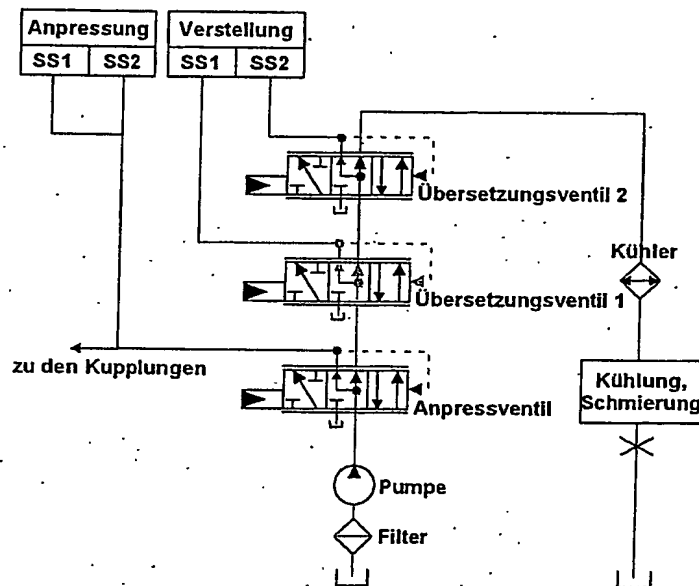 Anpressung
SS1 SS2
Verstellung
SS1 SS2
Übersetzungsventil 2
Kühler
Übersetzungsventil 1
zu den Kupplungen
Anpressventil
Kühlung,
Schmierung
Pumpe
Filter